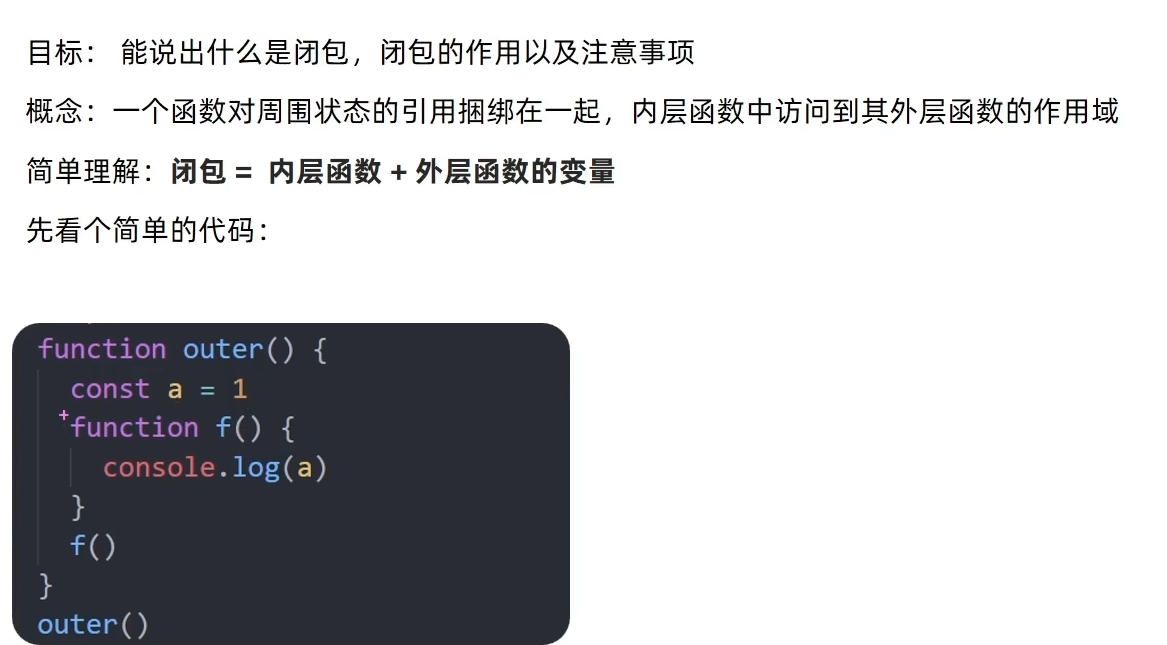 目标： 能说出什么是闭包，闭包的作用以及注意事项
概念：一个函数对周围状态的引用捆绑在一起，内层函数中访问到其外层函数的作用域
简单理解：闭包 = 内层函数 + 外层函数的变量
先看个简单的代码：
function outer() {
  const a = 1
  function f() {
    console.log(a)
  }
  f()
}
outer()